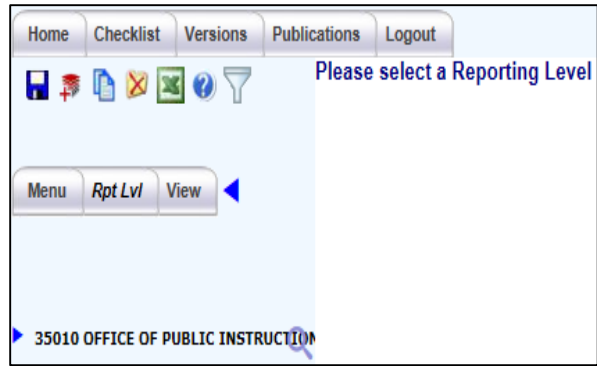 Home Checklist Versions Publications Logout
Please select a Reporting Level
Menu Rpt Lvl View
35010 OFFICE OF PUBLIC INSTRUCTION